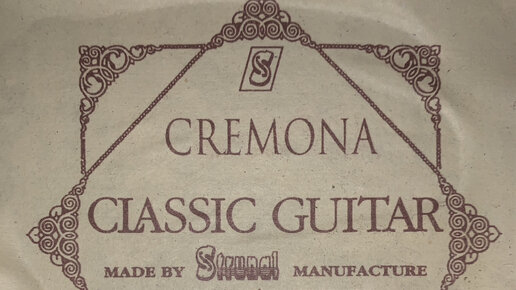 S
CREMONA
CLASSIC GUITAR
MADE BY Strunal MANUFACTURE